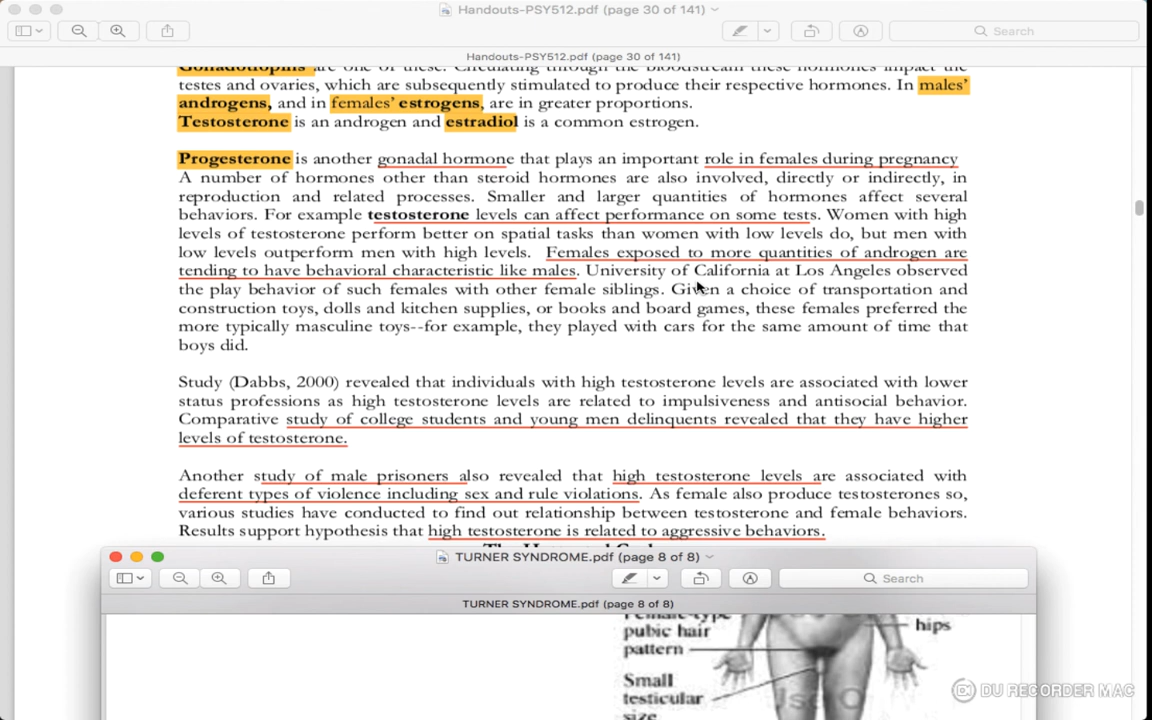 Handouts-PSY512.pdf (page 30 of 141)
Search
Handouts-PSY512.pdf (page 30 of 141)
Gonadotropins are one of these. Circulating through the bloodstream these hormones impact the
testes and ovaries, which are subsequently stimulated to produce their respective hormones. In males'
androgens, and in females' estrogens, are in greater proportions.
Testosterone is an androgen and estradiol is a common estrogen.
Progesterone is another gonadal hormone that plays an important role in females during pregnancy
A number of hormones other than steroid hormones are also involved, directly or indirectly, in
reproduction and related processes. Smaller and larger quantities of hormones affect several
behaviors. For example testosterone levels can affect performance on some tests. Women with high
levels of testosterone perform better on spatial tasks than women with low levels do, but men with
low levels outperform men with high levels. Females exposed to more quantities of androgen are
tending to have behavioral characteristic like males. University of California at Los Angeles observed
the play behavior of such females with other female siblings. Given a choice of transportation and
construction toys, dolls and kitchen supplies, or books and board games, these females preferred the
more typically masculine toys--for example, they played with cars for the same amount of time that
boys did.
Study (Dabbs, 2000) revealed that individuals with high testosterone levels are associated with lower
status professions as high testosterone levels are related to impulsiveness and antisocial behavior.
Comparative study of college students and young men delinquents revealed that they have higher
levels of testosterone.
Another study of male prisoners also revealed that high testosterone levels are associated with
deferent types of violence including sex and rule violations. As female also produce testosterones so,
various studies have conducted to find out relationship between testosterone and female behaviors.
Results support hypothesis that high testosterone is related to aggressive behaviors.
TURNER SYNDROME.pdf (page 8 of 8)
Search
TURNER SYNDROME.pdf (page 8 of 8)
Female-type
pubic hair
pattern
hips
Small
testicular
size
DU RECORDER MAC